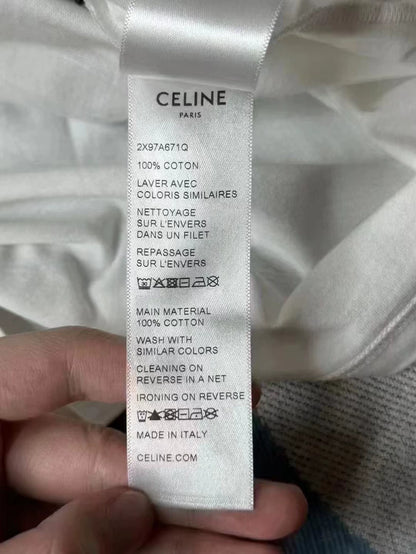 CELINE
PARIS
2X97A671Q
100% COTTON
LAVER AVEC
COLORIS SIMILAIRES
NETTOYAGE
SUR L'ENVERS
DANS UN FILET
REPASSAGE
SUR L'ENVERS
MAIN MATERIAL
100% COTTON
WASH WITH
SIMILAR COLORS
CLEANING ON
REVERSE IN A NET
IRONING ON REVERSE
MADE IN ITALY
CELINE.COM